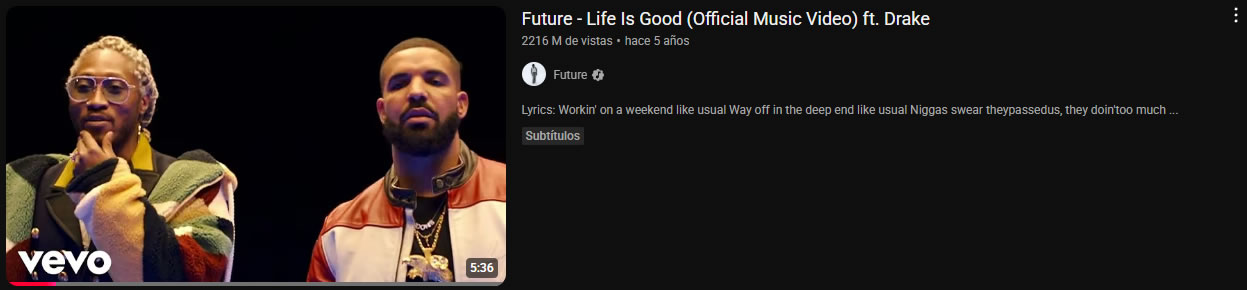 Future - Life Is Good (Official Music Video) ft. Drake
2216 M de vistas • hace 5 años
Future
Lyrics: Workin' on a weekend like usual Way off in the deep end like usual Niggas swear theypassedus, they doin'too much ...
Subtítulos
vevo
5:36